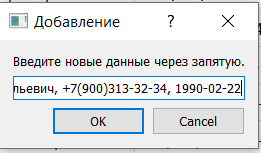 Добавление
Введите новые данные через запятую.
льевич, +7(900)313-32-34, 1990-02-22
OK
Cancel